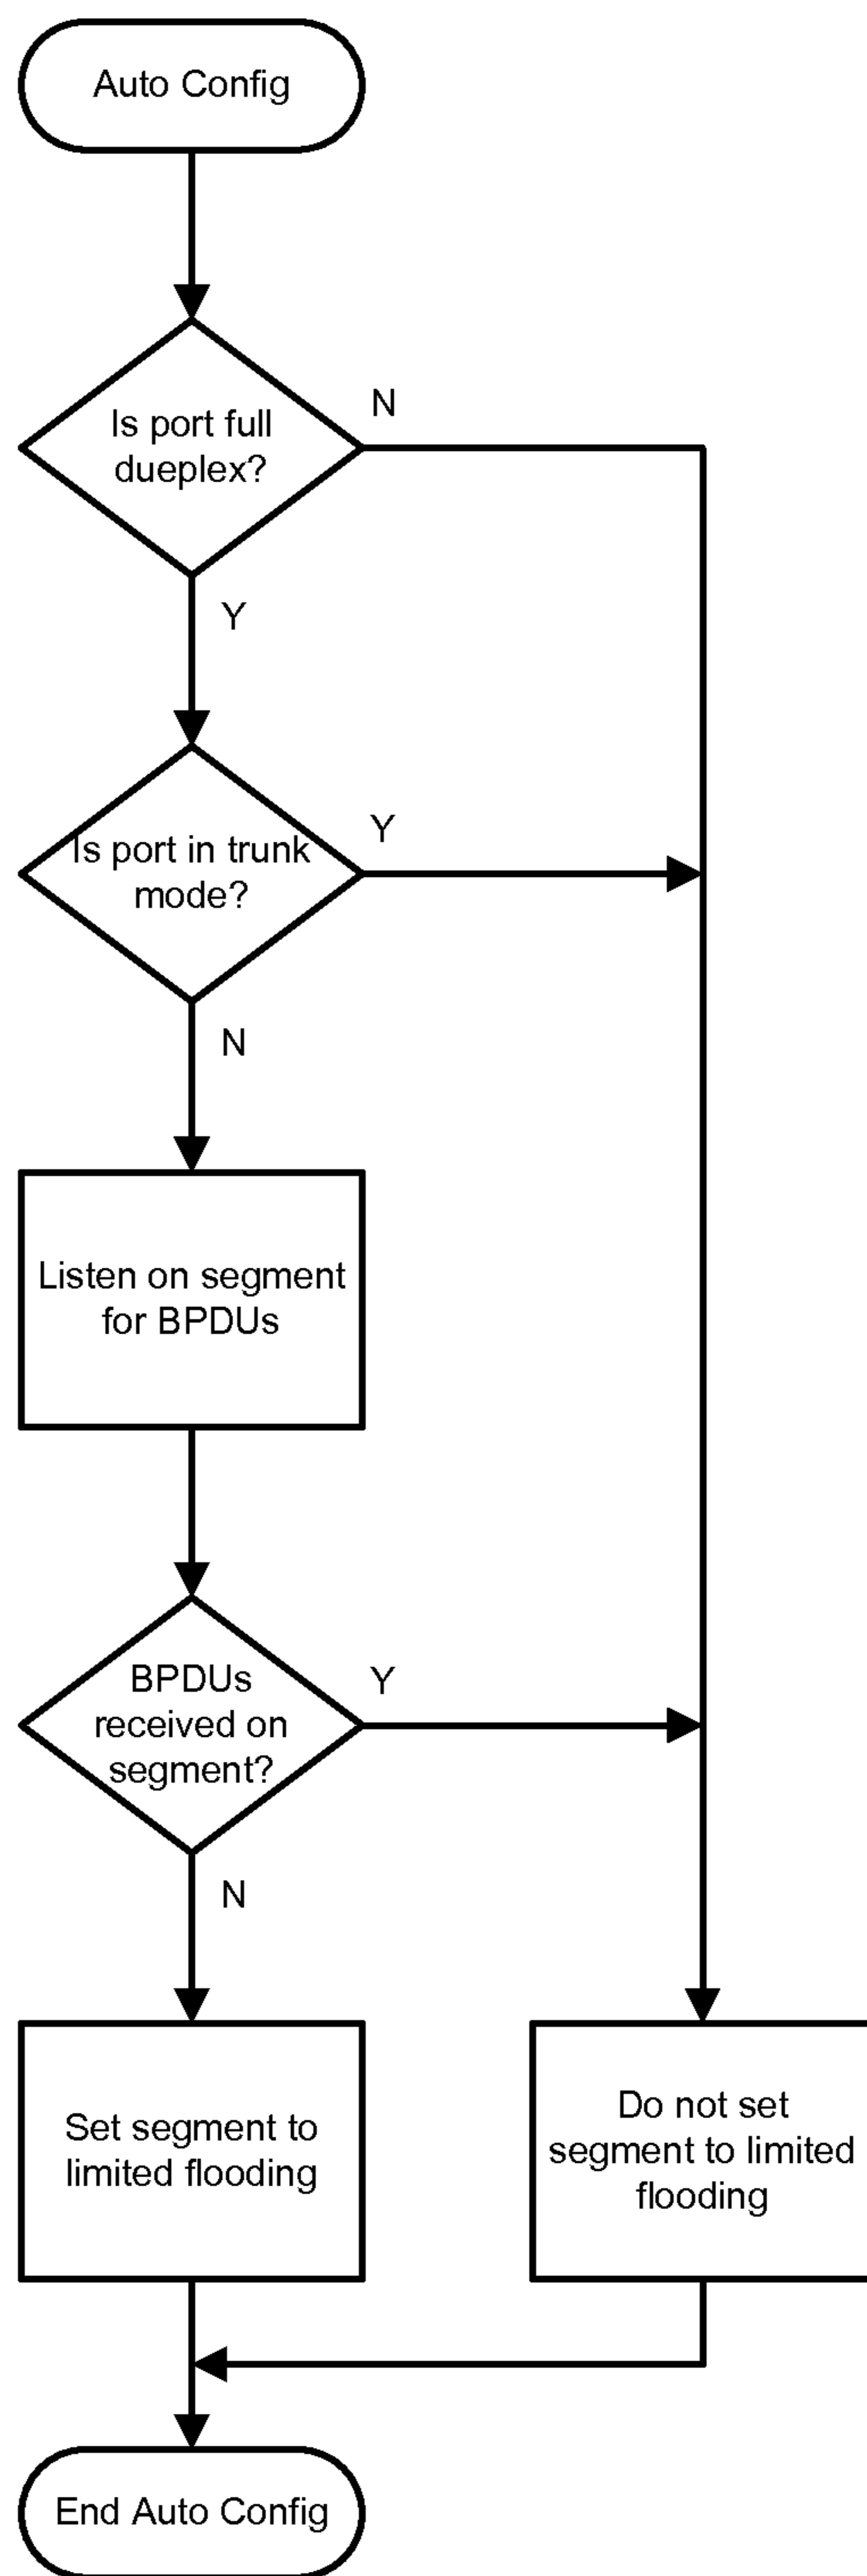 Auto Config
Is port full
dueplex?
N
Y
Is port in trunk
mode?
Y
N
Listen on segment
for BPDUs
BPDUs
received on
segment?
Y
N
Set segment to
limited flooding
Do not set
segment to limited
flooding
End Auto Config